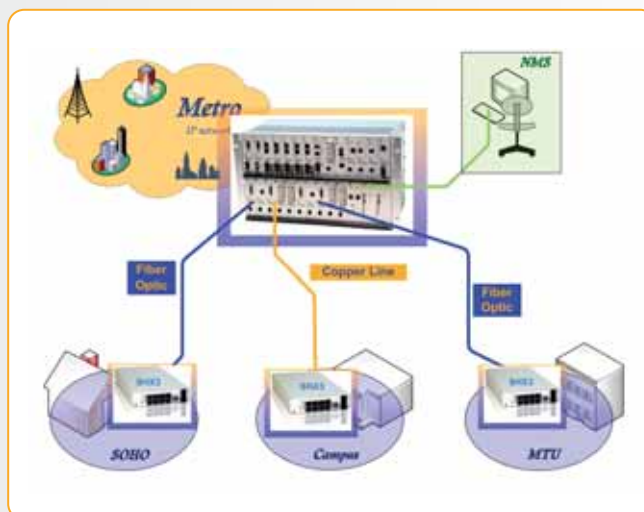 NMS
Metro
IP network
Fiber
Optic
Copper Line
Fiber
Optic
SOHO
Campus
MTU